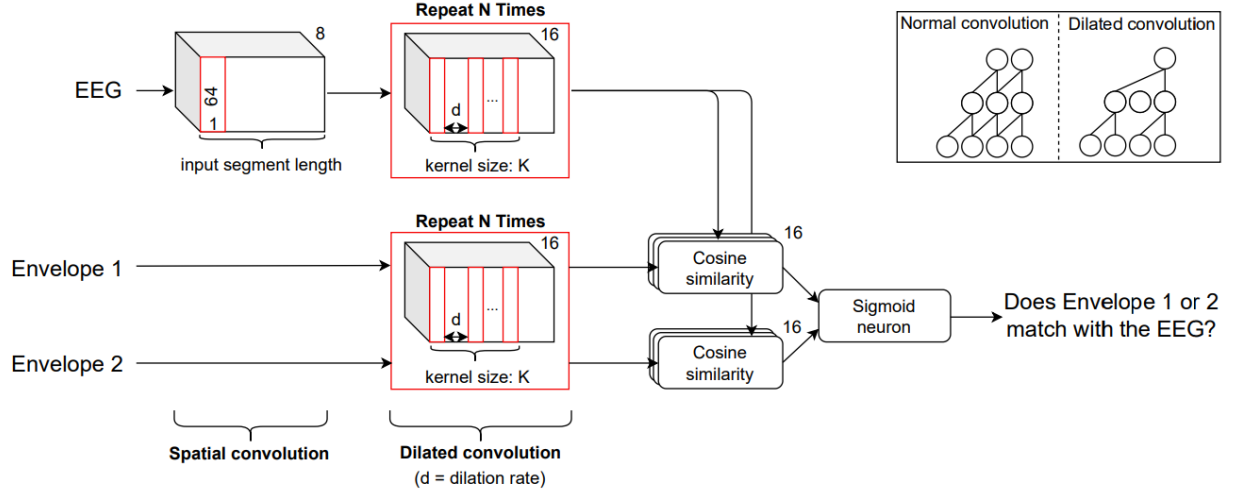 Repeat N Times
Normal convolution
Dilated convolution
8
16
EEG
64
1
d
...
input segment length
kernel size: K
Repeat N Times
16
Envelope 1
d
...
Cosine
similarity
16
Sigmoid
neuron
Does Envelope 1 or 2
match with the EEG?
Envelope 2
kernel size: K
Cosine
similarity
16
Spatial convolution
Dilated convolution
(d = dilation rate)